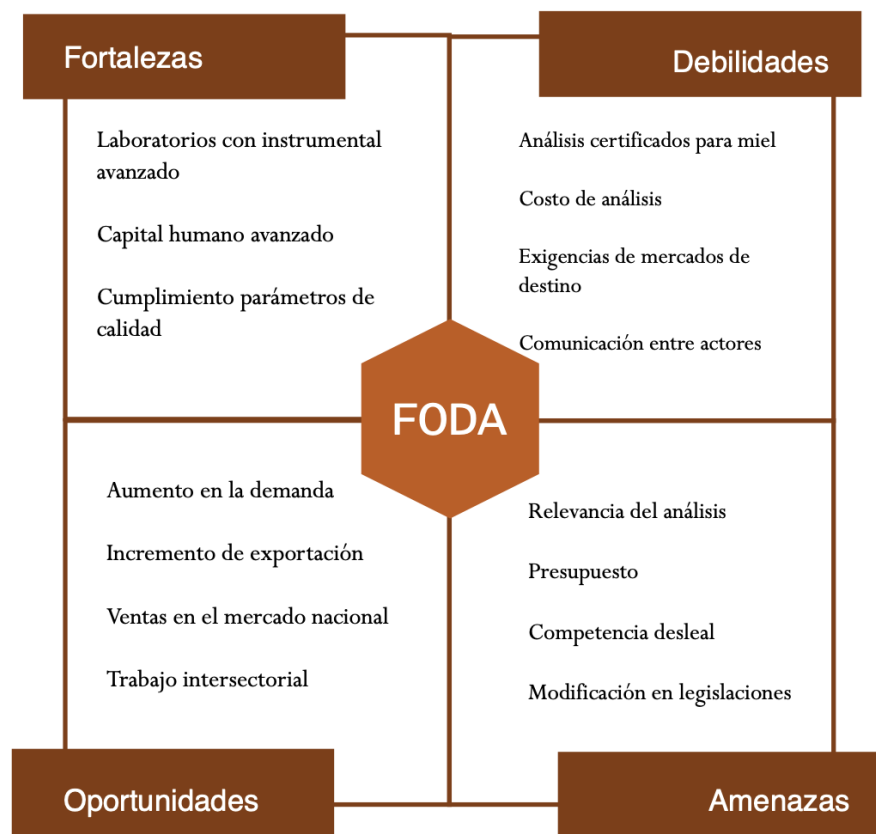 Fortalezas
Laboratorios con instrumental
avanzado
Capital humano avanzado
Cumplimiento parámetros de
calidad
Debilidades
Análisis certificados para miel
Costo de análisis
Exigencias de mercados de
destino
Comunicación entre actores
FODA
Aumento en la demanda
Incremento de exportación
Ventas en el mercado nacional
Trabajo intersectorial
Oportunidades
Relevancia del análisis
Presupuesto
Competencia desleal
Modificación en legislaciones
Amenazas